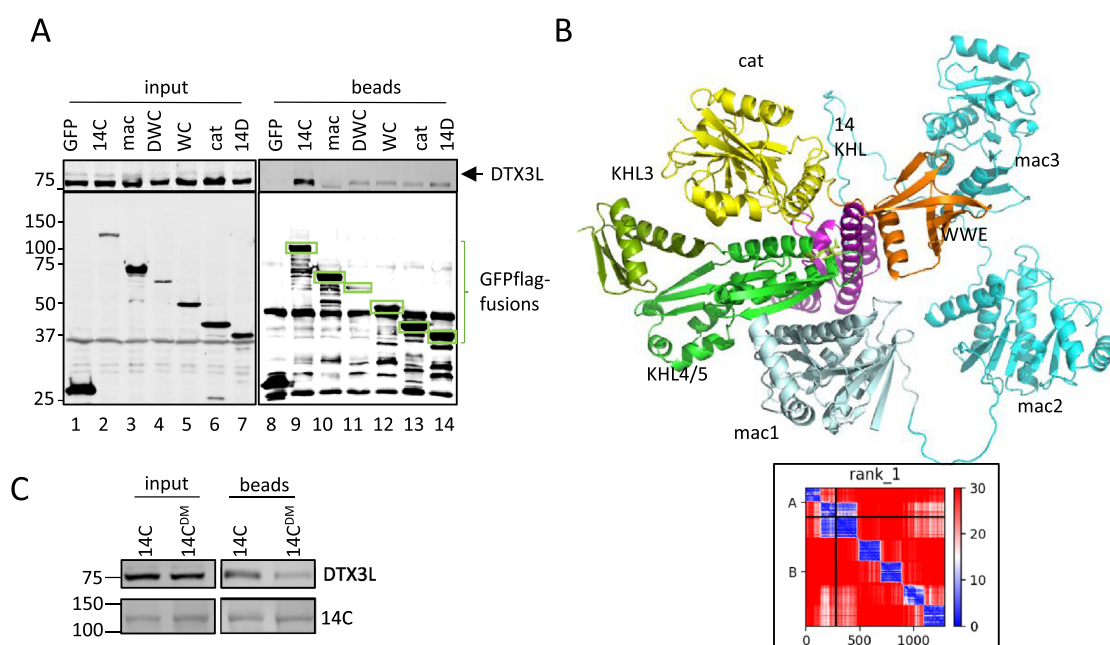 A
input
beads
GFP
14C
mac
DWC
WC
cat
14D
GFP
14C
mac
DWC
WC
cat
14D
75
DTX3L
150
100
75
50
37
25
GFPflag-
fusions
1 2 3 4 5 6 7 8 9 10 11 12 13 14
B
cat
14
KHL
KHL3
mac3
WWE
KHL4/5
mac1
mac2
rank_1
A
B
0 500 1000
30
20
10
0
C
input
beads
14C
14C^DM
14C
14C^DM
75
DTX3L
150
100
14C